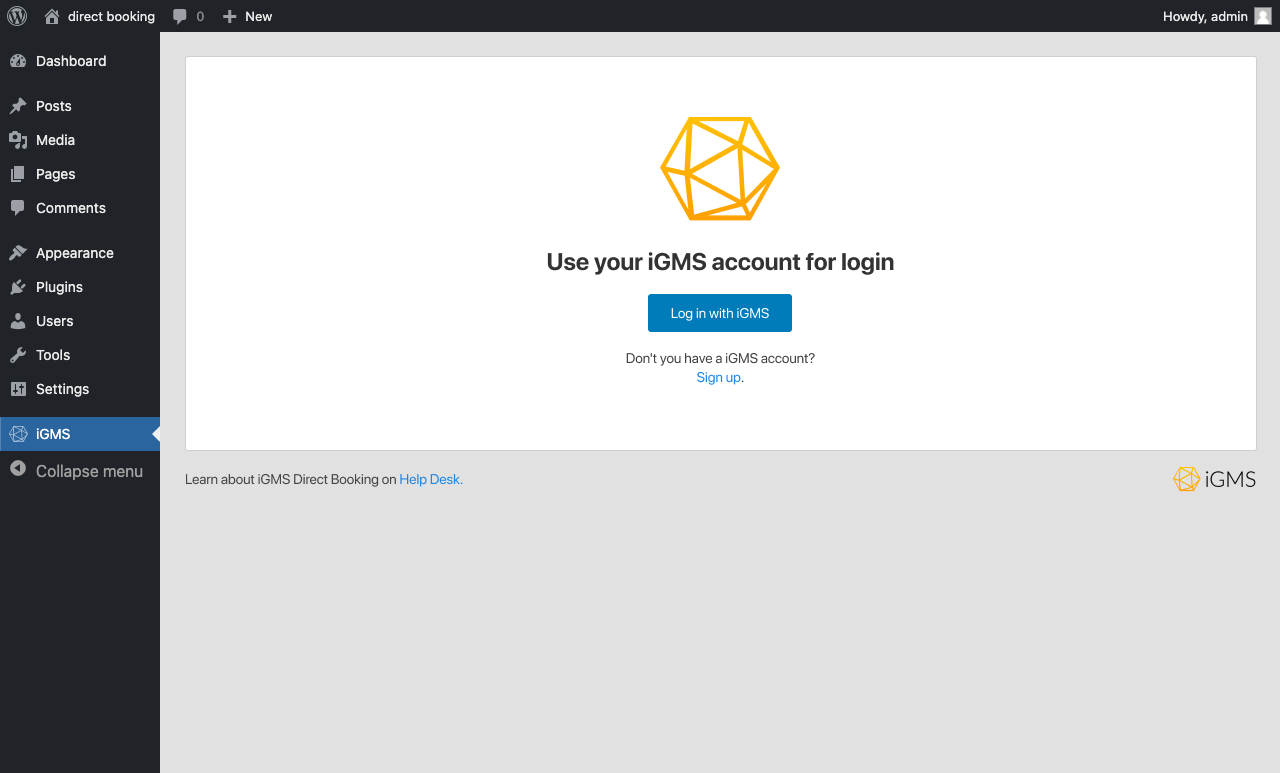 direct booking
0
New
Howdy, admin
Dashboard
Posts
Media
Pages
Comments
Appearance
Plugins
Users
Tools
Settings
iGMS
Collapse menu
Use your iGMS account for login
Log in with iGMS
Don't you have a iGMS account?
Sign up.
Learn about iGMS Direct Booking on Help Desk.
iGMS